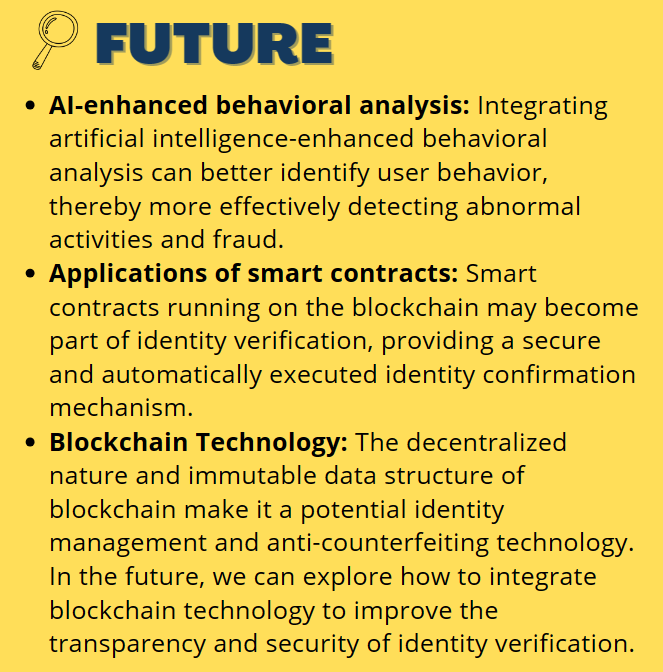 FUTURE
• AI-enhanced behavioral analysis: Integrating
artificial intelligence-enhanced behavioral
analysis can better identify user behavior,
thereby more effectively detecting abnormal
activities and fraud.
• Applications of smart contracts: Smart
contracts running on the blockchain may become
part of identity verification, providing a secure
and automatically executed identity confirmation
mechanism.
• Blockchain Technology: The decentralized
nature and immutable data structure of
blockchain make it a potential identity
management and anti-counterfeiting technology.
In the future, we can explore how to integrate
blockchain technology to improve the
transparency and security of identity verification.